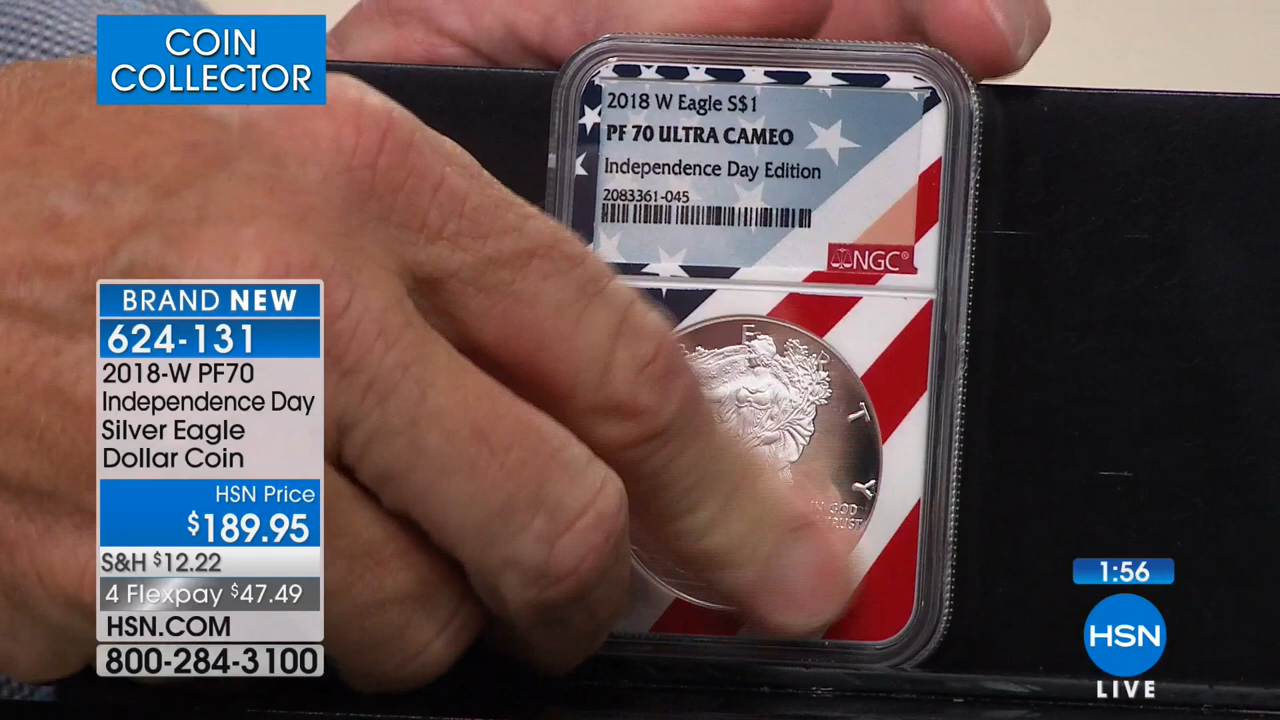 COIN
COLLECTOR
BRAND NEW
624-131
2018-W PF70
Independence Day
Silver Eagle
Dollar Coin
HSN Price
$189.95
S&H $12.22
4 Flexpay $47.49
HSN.COM
800-284-3100
2018 W Eagle S$1
PF 70 ULTRA CAMEO
Independence Day Edition
2083361-045
NGC®
E R T Y
IN GOD
1:56
HSN
LIVE